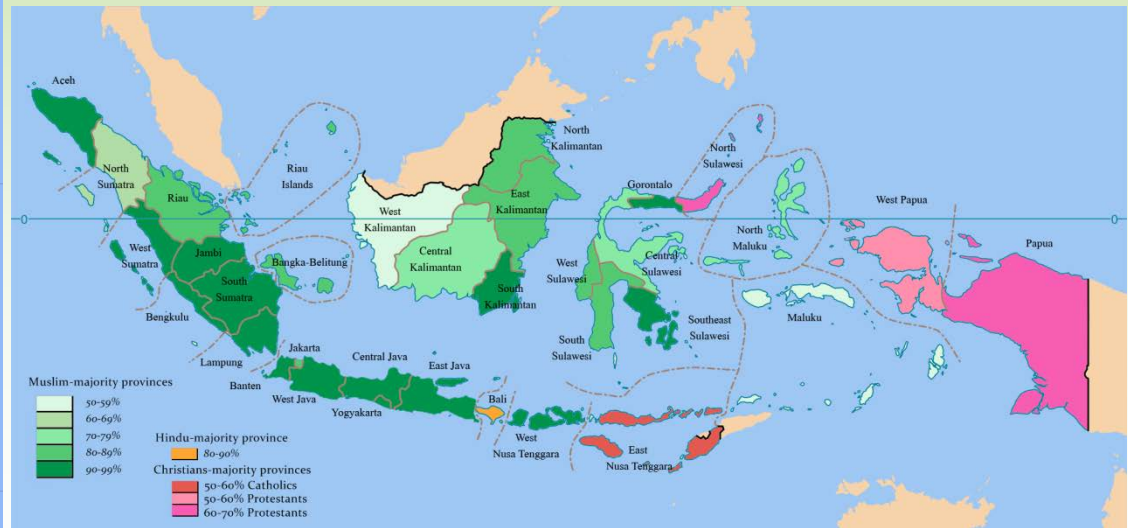 Aceh
North
Sumatra
Riau
Riau
Islands
West
Sumatra
Jambi
South
Sumatra
Bangka-Belitung
Bengkulu
Lampung
Jakarta
Banten
West Java
Central Java
Yogyakarta
East Java
Bali
West
Nusa Tenggara
East
Nusa Tenggara
West
Kalimantan
Central
Kalimantan
South
Kalimantan
East
Kalimantan
North
Kalimantan
Gorontalo
North
Sulawesi
West
Sulawesi
Central
Sulawesi
South
Sulawesi
Southeast
Sulawesi
North
Maluku
Maluku
West Papua
Papua
0
0
Muslim-majority provinces
50-59%
60-69%
70-79%
80-89%
90-99%
Hindu-majority province
80-90%
Christians-majority provinces
50-60% Catholics
50-60% Protestants
60-70% Protestants